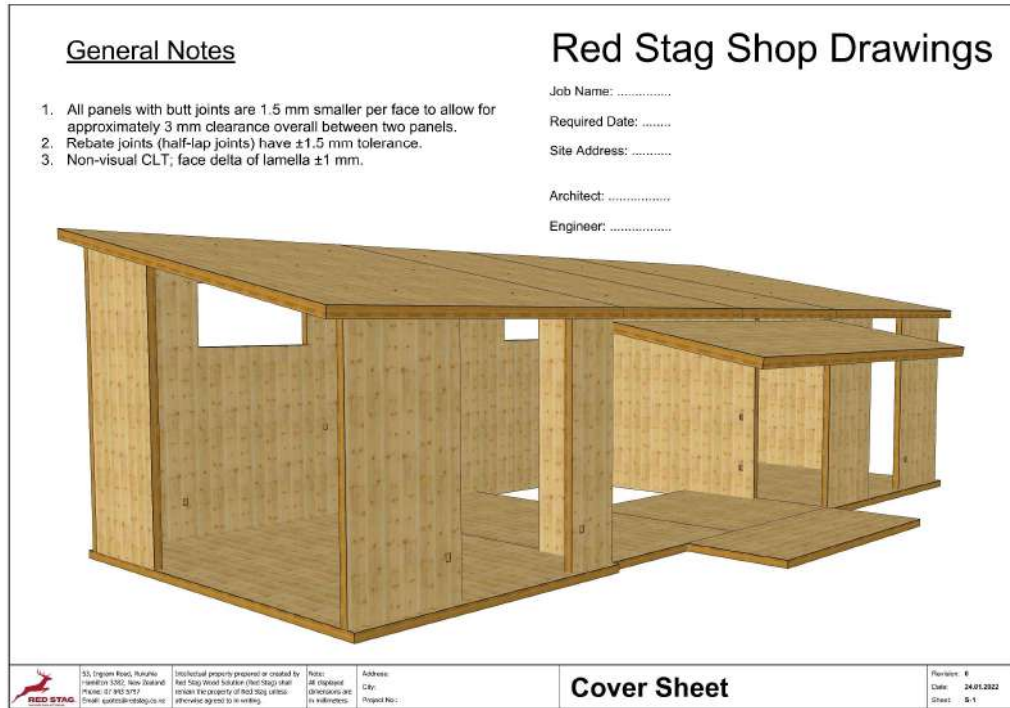 General Notes
Red Stag Shop Drawings
1. All panels with butt joints are 1.5 mm smaller per face to allow for
approximately 3 mm clearance overall between two panels.
2. Rebate joints (half-lap joints) have ±1.5 mm tolerance.
3. Non-visual CLT; face delta of lamella ±1 mm.
Job Name: ...............
Required Date: ........
Site Address: ...........
Architect: .................
Engineer: .................
RED STAG
53, Ingram Road, Rukuhia
Hamilton 3282, New Zealand
Phone: 07 843 5757
Email: quotes@redstag.co.nz
Intellectual property prepared or created by
Red Stag Wood Solution (Red Stag) shall
remain the property of Red Stag unless
otherwise agreed to in writing.
Note:
All displayed
dimensions are
in millimeters
Address:
City:
Project No.:
Cover Sheet
Revision:
Date: 24.01.2022
Sheet: S-1